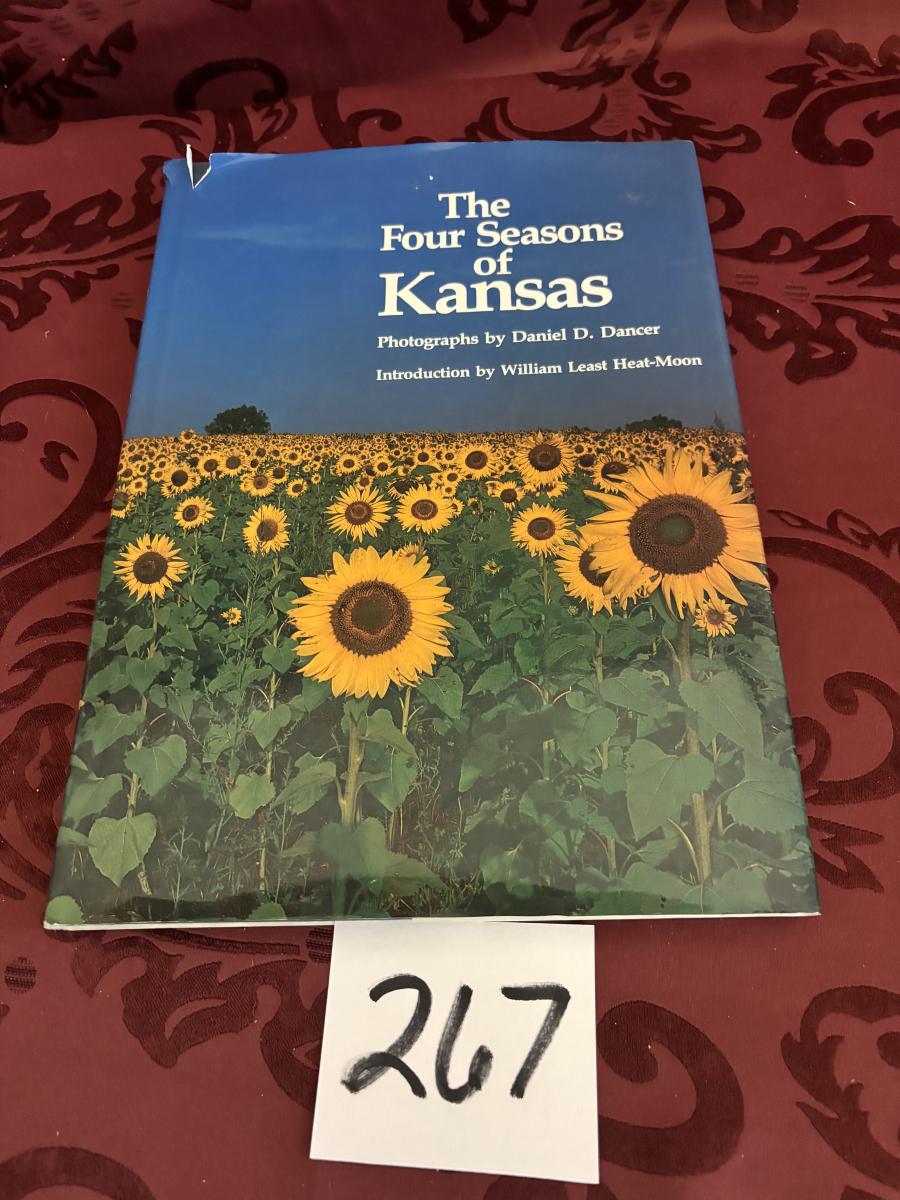 The
Four Seasons
of
Kansas
Photographs by Daniel D. Dancer
Introduction by William Least Heat-Moon
267